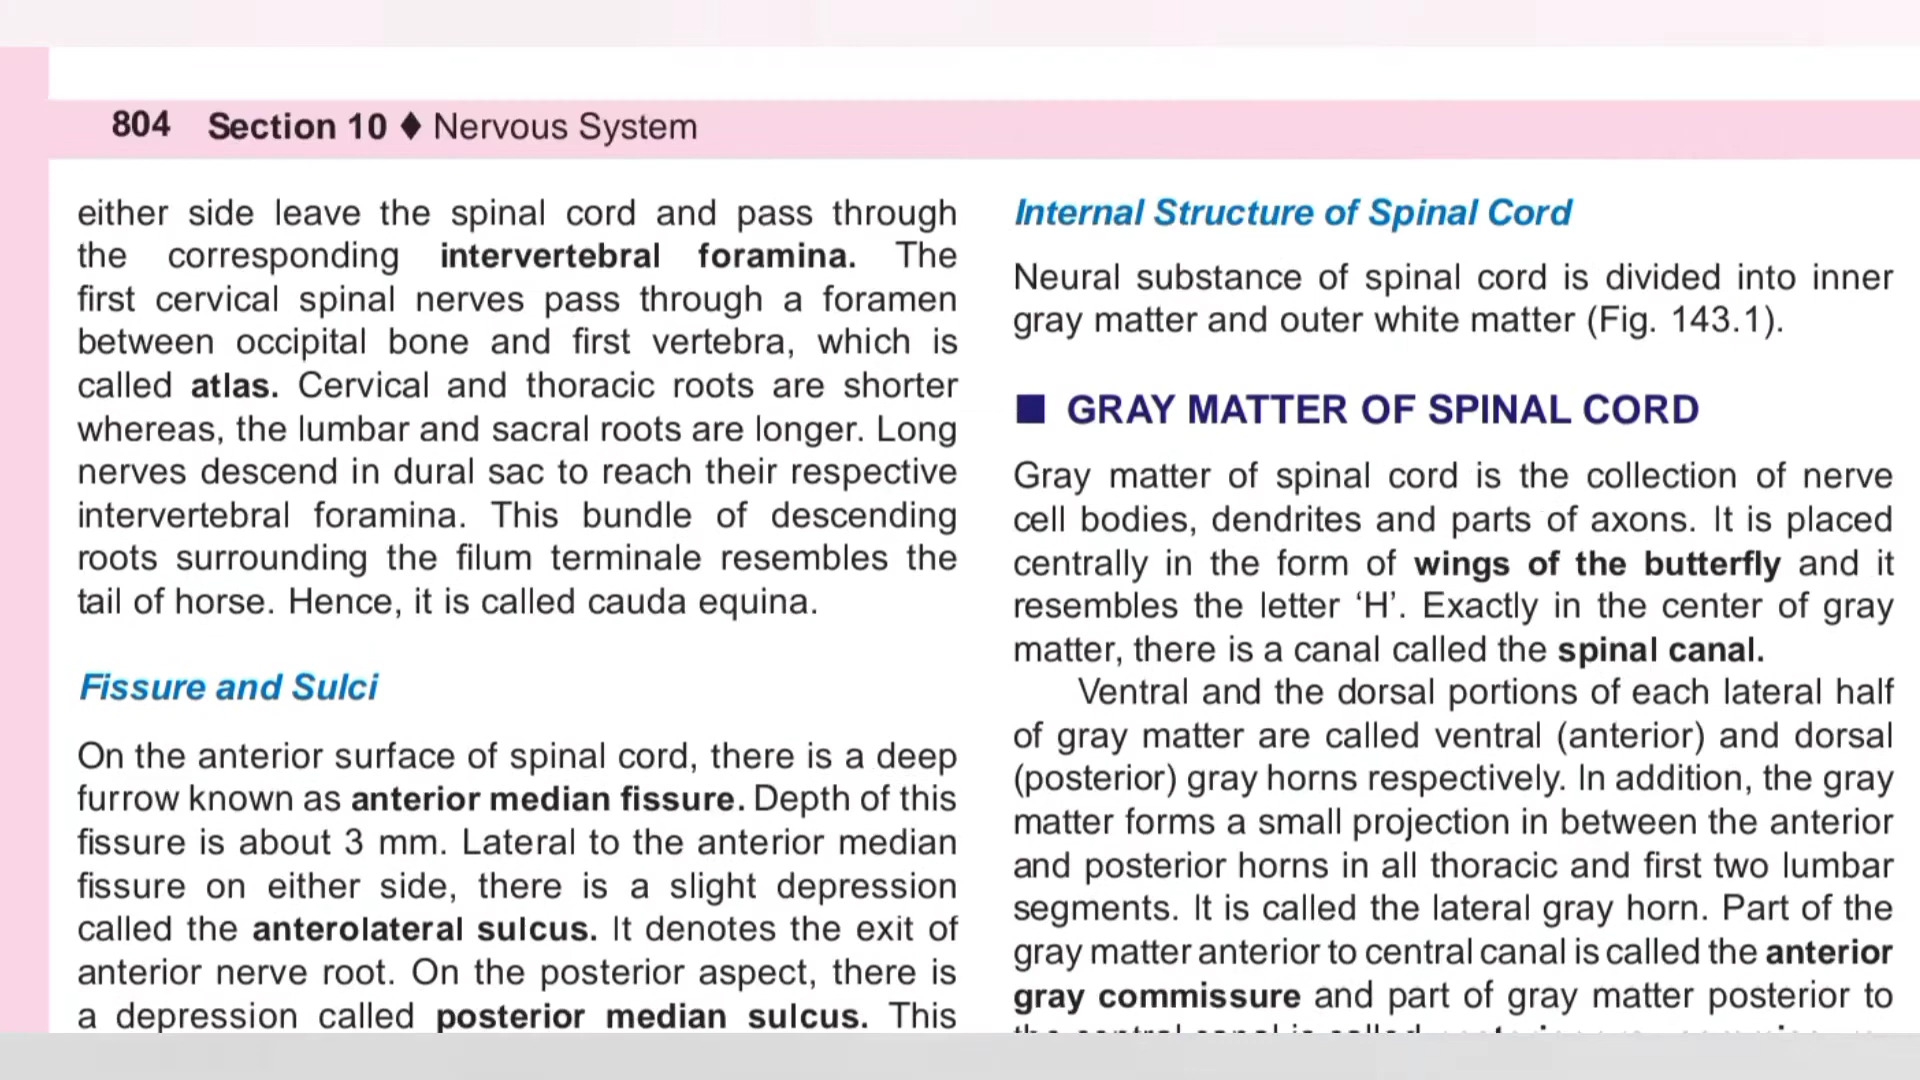 804 Section 10 ♦ Nervous System
either side leave the spinal cord and pass through
the corresponding intervertebral foramina. The
first cervical spinal nerves pass through a foramen
between occipital bone and first vertebra, which is
called atlas. Cervical and thoracic roots are shorter
whereas, the lumbar and sacral roots are longer. Long
nerves descend in dural sac to reach their respective
intervertebral foramina. This bundle of descending
roots surrounding the filum terminale resembles the
tail of horse. Hence, it is called cauda equina.
Fissure and Sulci
On the anterior surface of spinal cord, there is a deep
furrow known as anterior median fissure. Depth of this
fissure is about 3 mm. Lateral to the anterior median
fissure on either side, there is a slight depression
called the anterolateral sulcus. It denotes the exit of
anterior nerve root. On the posterior aspect, there is
a depression called posterior median sulcus. This
Internal Structure of Spinal Cord
Neural substance of spinal cord is divided into inner
gray matter and outer white matter (Fig. 143.1).
■ GRAY MATTER OF SPINAL CORD
Gray matter of spinal cord is the collection of nerve
cell bodies, dendrites and parts of axons. It is placed
centrally in the form of wings of the butterfly and it
resembles the letter ‘H’. Exactly in the center of gray
matter, there is a canal called the spinal canal.
Ventral and the dorsal portions of each lateral half
of gray matter are called ventral (anterior) and dorsal
(posterior) gray horns respectively. In addition, the gray
matter forms a small projection in between the anterior
and posterior horns in all thoracic and first two lumbar
segments. It is called the lateral gray horn. Part of the
gray matter anterior to central canal is called the anterior
gray commissure and part of gray matter posterior to
the central canal is called